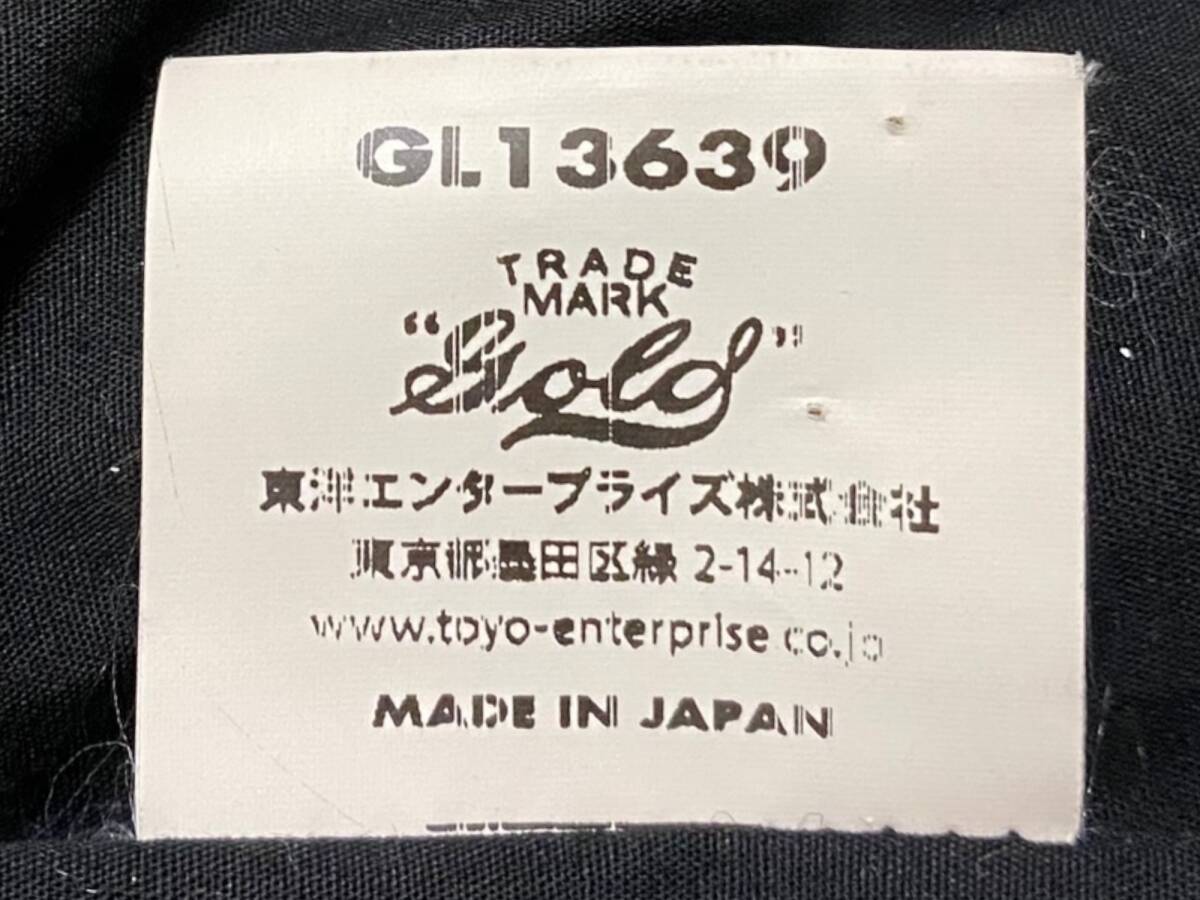 GL13639
TRADE
MARK
"Gold"
東洋エンタープライズ株式会社
東京都墨田区緑 2-14-12
www.toyo-enterprise.co.jp
MADE IN JAPAN